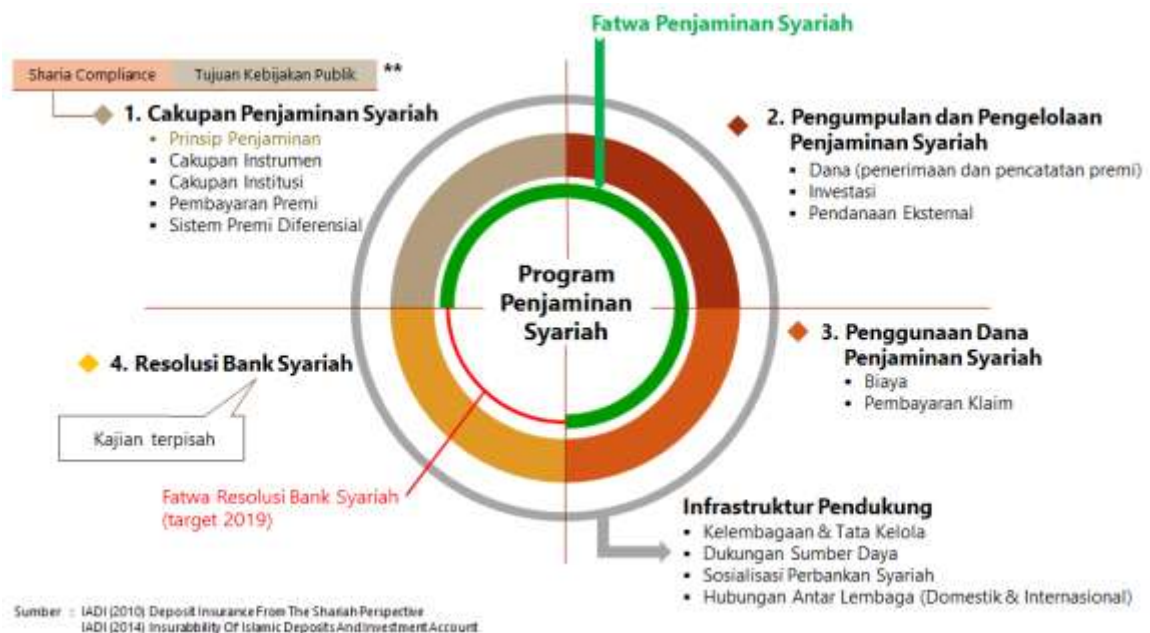 Fatwa Penjaminan Syariah
Sharia Compliance
Tujuan Kebijakan Publik
**
1. Cakupan Penjaminan Syariah
▪ Prinsip Penjaminan
▪ Cakupan Instrumen
▪ Cakupan Institusi
▪ Pembayaran Premi
▪ Sistem Premi Diferensial
2. Pengumpulan dan Pengelolaan
Penjaminan Syariah
▪ Dana (penerimaan dan pencatatan premi)
▪ Investasi
▪ Pendanaan Eksternal
Program
Penjaminan
Syariah
3. Penggunaan Dana
Penjaminan Syariah
▪ Biaya
▪ Pembayaran Klaim
4. Resolusi Bank Syariah
Kajian terpisah
Fatwa Resolusi Bank Syariah
(target 2019)
Infrastruktur Pendukung
▪ Kelembagaan & Tata Kelola
▪ Dukungan Sumber Daya
▪ Sosialisasi Perbankan Syariah
▪ Hubungan Antar Lembaga (Domestik & Internasional)
Sumber : IADI (2010) Deposit Insurance From The Shariah Perspective
IADI (2014) Insurability Of Islamic Deposits And Investment Account